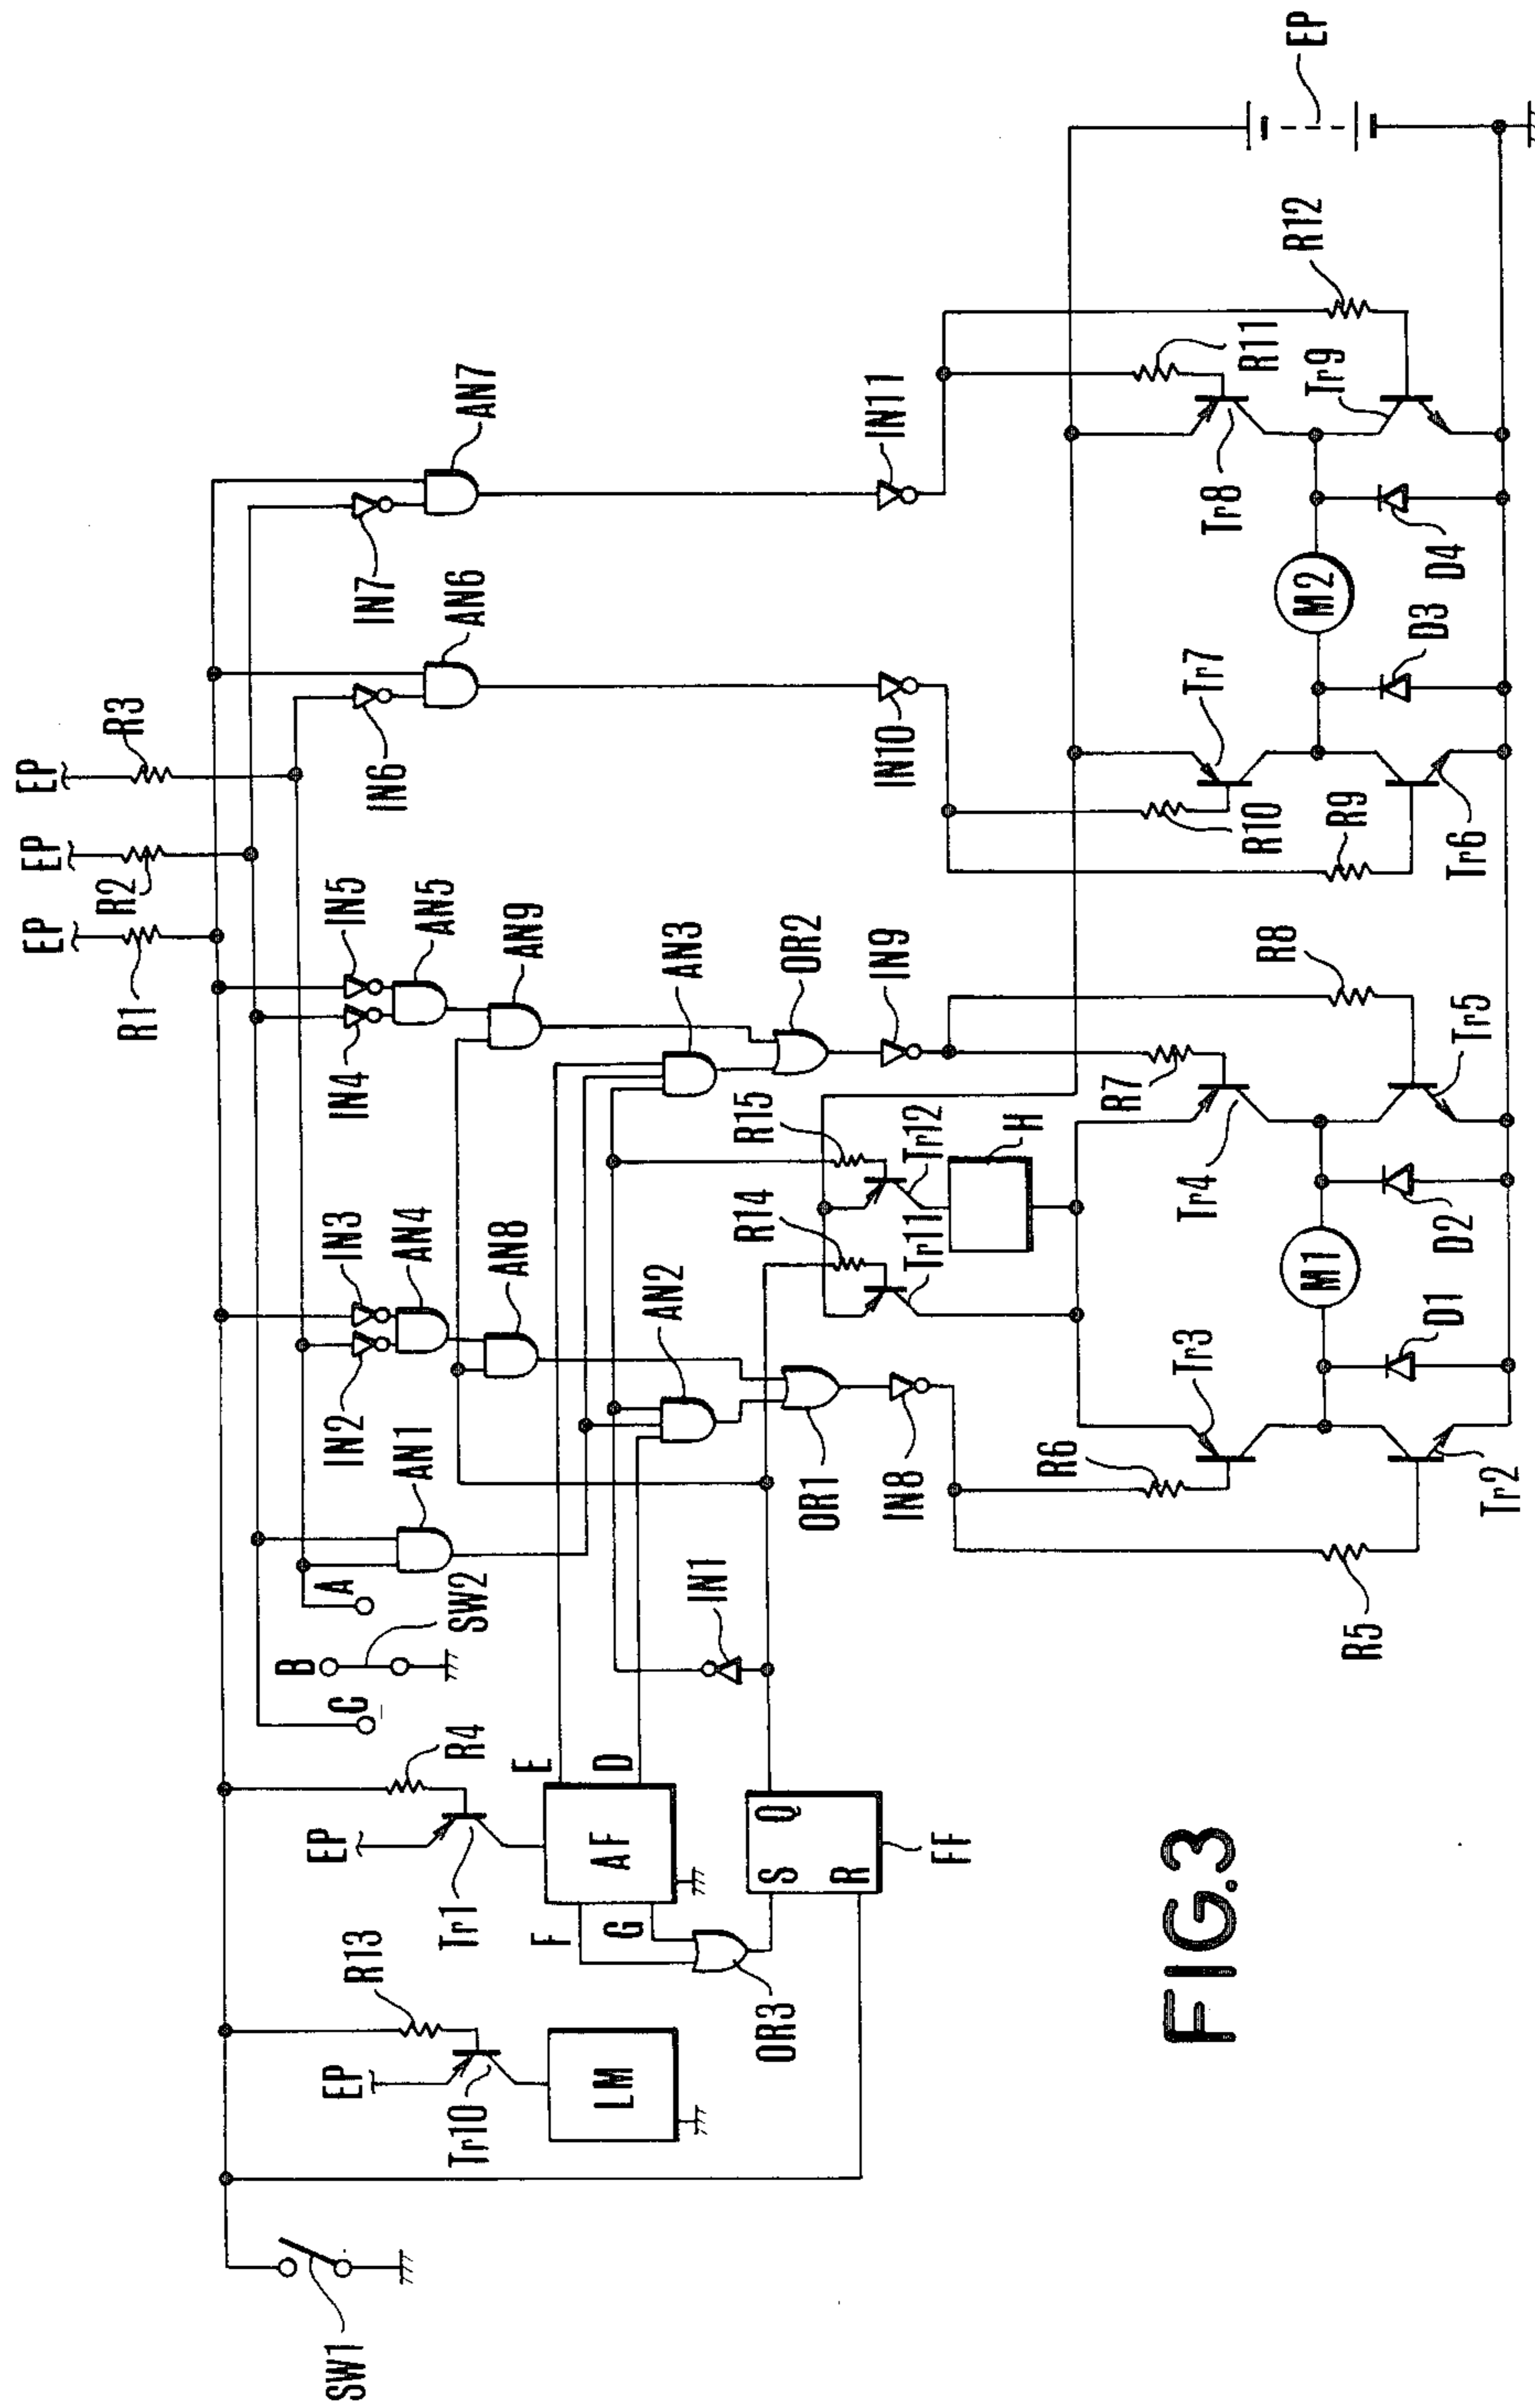 EP
EP
EP
R1
R2
R3
SW1
R13
EP
Tr10
LM
R4
EP
Tr1
AF
E
D
F
G
OR3
S
Q
R
FF
C
B
A
SW2
AN1
IN1
IN2
IN3
AN4
AN8
AN2
OR1
IN8
IN4
IN5
AN5
AN9
AN3
OR2
IN9
R14
R15
Tr11
Tr12
H
IN6
AN6
IN10
IN7
AN7
IN11
R5
R6
Tr3
Tr2
D1
M1
D2
Tr4
R7
Tr5
R8
R9
R10
Tr7
Tr6
D3
M2
D4
Tr8
R11
Tr9
R12
EP
FIG.3